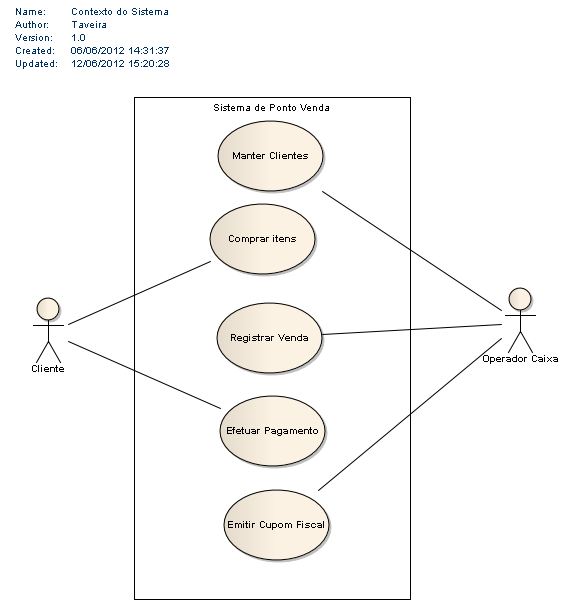 Name: Contexto do Sistema
Author: Taveira
Version: 1.0
Created: 06/06/2012 14:31:37
Updated: 12/06/2012 15:20:28
Sistema de Ponto Venda
Manter Clientes
Comprar itens
Registrar Venda
Cliente
Operador Caixa
Efetuar Pagamento
Emitir Cupom Fiscal